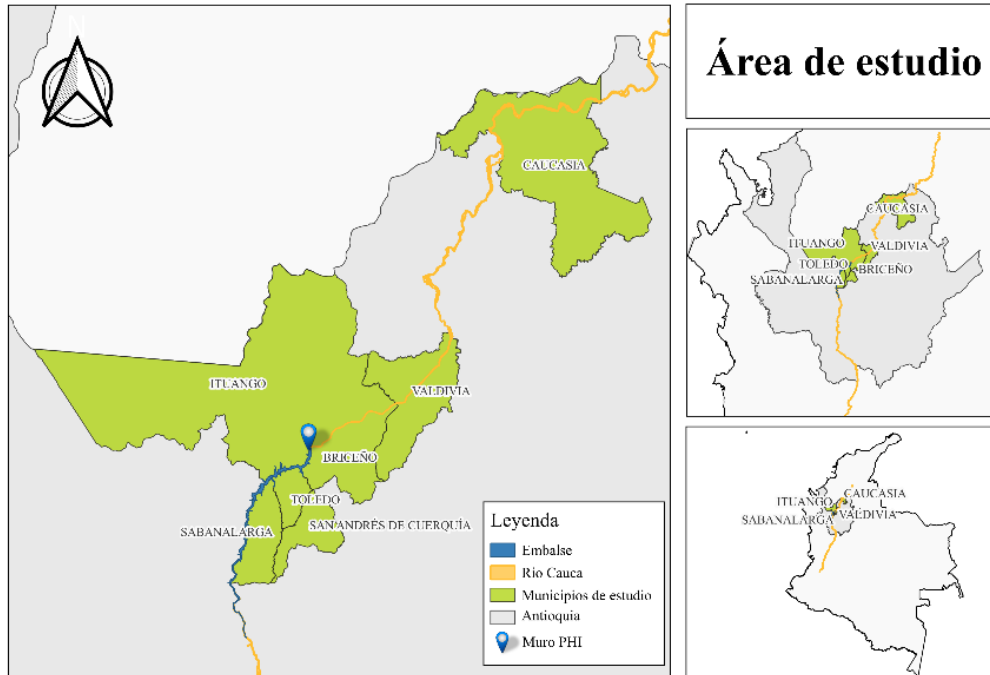 N
Área de estudio
CAUCASIA
ITUANGO
VALDIVIA
BRICEÑO
TOLEDO
SAN ANDRÉS DE CUERQUÍA
SABANALARGA
Leyenda
Embalse
Río Cauca
Municipios de estudio
Antioquia
Muro PHI
CAUCASIA
ITUANGO
VALDIVIA
TOLEDO
BRICEÑO
SABANALARGA
CAUCASIA
ITUANGO
VALDIVIA
SABANALARGA